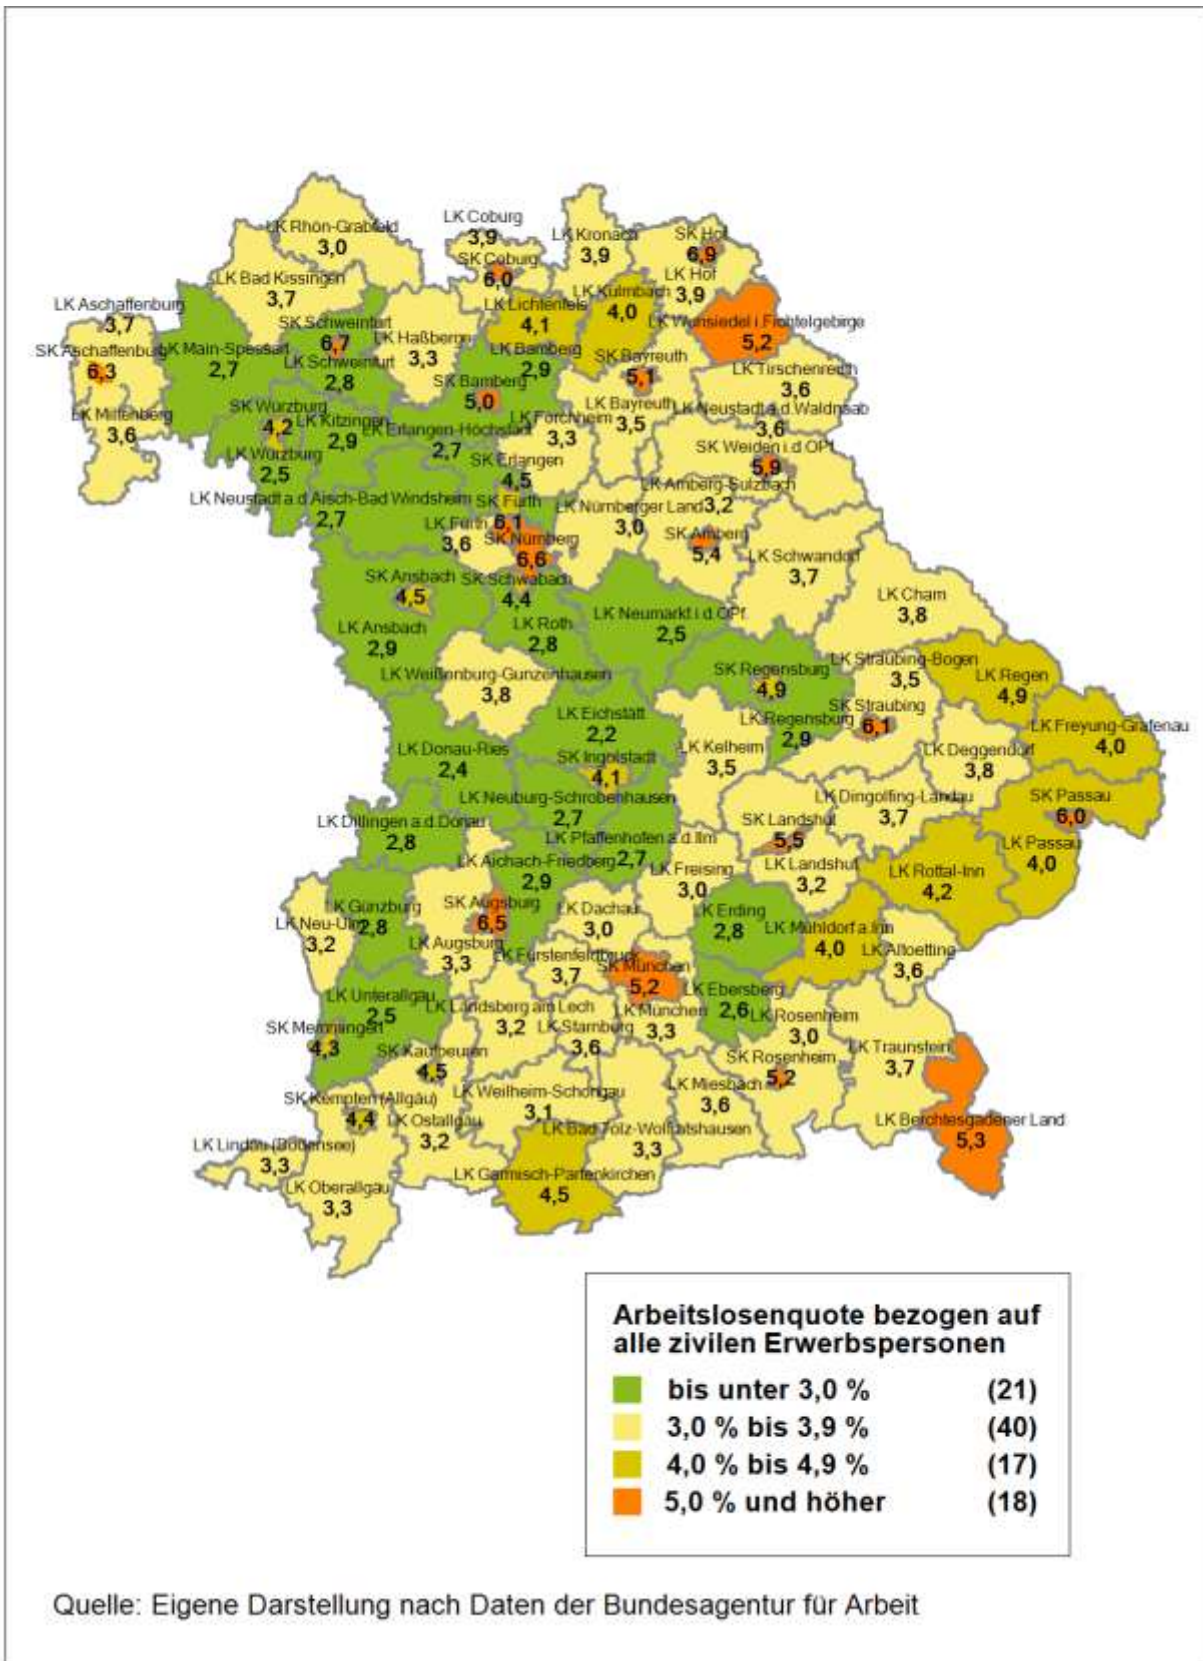 LK Rhön-Grabfeld
3,0
LK Coburg
3,9
SK Coburg
6,0
LK Kronach
3,9
SK Hof
6,9
LK Hof
3,9
LK Bad Kissingen
3,7
LK Aschaffenburg
3,7
SK Aschaffenburg
6,3
LK Main-Spessart
2,7
SK Schweinfurt
6,7
LK Schweinfurt
2,8
LK Haßberge
3,3
LK Lichtenfels
4,1
LK Kulmbach
4,0
LK Wunsiedel i.Fichtelgebirge
5,2
LK Bamberg
2,9
SK Bamberg
5,0
SK Bayreuth
5,1
LK Bayreuth
3,5
LK Tirschenreuth
3,6
LK Neustadt a.d.Waldnaab
3,6
LK Miltenberg
3,6
SK Würzburg
4,2
LK Würzburg
2,5
LK Kitzingen
2,9
LK Erlangen-Höchstadt
2,7
LK Forchheim
3,3
SK Weiden i.d.OPf.
5,9
SK Erlangen
4,5
LK Neustadt a.d.Aisch-Bad Windsheim
2,7
SK Fürth
6,1
LK Fürth
3,6
SK Nürnberg
6,6
LK Nürnberger Land
3,0
LK Amberg-Sulzbach
3,2
SK Amberg
5,4
LK Schwandorf
3,7
SK Ansbach
4,5
LK Ansbach
2,9
SK Schwabach
4,4
LK Roth
2,8
LK Neumarkt i.d.OPf.
2,5
LK Cham
3,8
LK Weißenburg-Gunzenhausen
3,8
SK Regensburg
4,9
LK Regensburg
2,9
LK Straubing-Bogen
3,5
SK Straubing
6,1
LK Regen
4,9
LK Freyung-Grafenau
4,0
LK Eichstätt
2,2
LK Donau-Ries
2,4
SK Ingolstadt
4,1
LK Kelheim
3,5
LK Deggendorf
3,8
LK Neuburg-Schrobenhausen
2,7
LK Dingolfing-Landau
3,7
SK Passau
6,0
LK Passau
4,0
LK Dillingen a.d.Donau
2,8
LK Pfaffenhofen a.d.Ilm
2,7
SK Landshut
5,5
LK Landshut
3,2
LK Rottal-Inn
4,2
LK Aichach-Friedberg
2,9
LK Freising
3,0
LK Günzburg
2,8
LK Neu-Ulm
3,2
SK Augsburg
6,5
LK Augsburg
3,3
LK Dachau
3,0
LK Erding
2,8
LK Mühldorf a.Inn
4,0
LK Altoetting
3,6
LK Fürstenfeldbruck
3,7
SK München
5,2
LK München
3,3
LK Ebersberg
2,6
LK Unterallgäu
2,5
LK Landsberg am Lech
3,2
LK Starnburg
3,6
LK Rosenheim
3,0
SK Rosenheim
5,2
LK Traunstein
3,7
SK Memmingen
4,3
SK Kaufbeuren
4,5
LK Weilheim-Schongau
3,1
LK Miesbach
3,6
SK Kempten (Allgäu)
4,4
LK Ostallgäu
3,2
LK Bad Tölz-Wolfratshausen
3,3
LK Berchtesgadener Land
5,3
LK Lindau (Bodensee)
3,3
LK Oberallgäu
3,3
LK Garmisch-Partenkirchen
4,5
Arbeitslosenquote bezogen auf
alle zivilen Erwerbspersonen
bis unter 3,0 % (21)
3,0 % bis 3,9 % (40)
4,0 % bis 4,9 % (17)
5,0 % und höher (18)
Quelle: Eigene Darstellung nach Daten der Bundesagentur für Arbeit